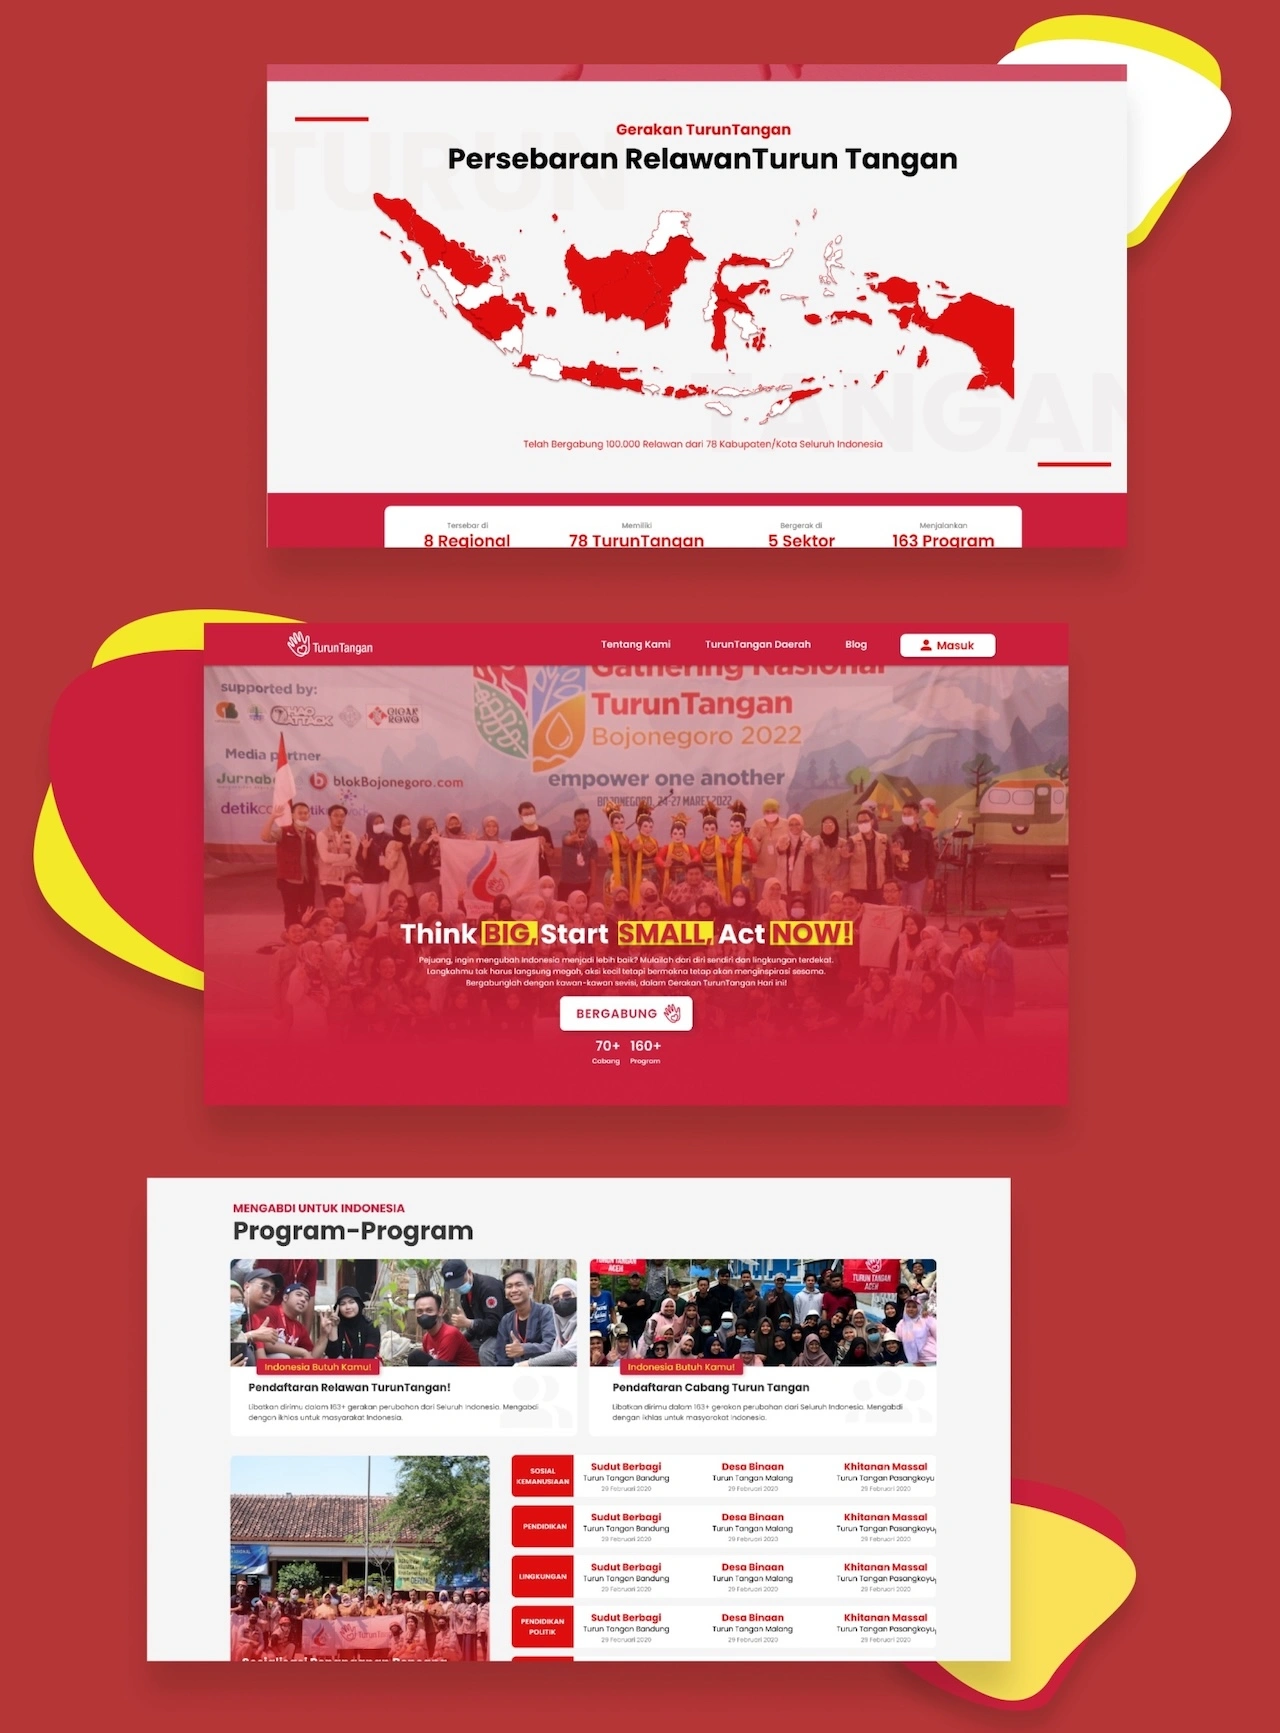 TURUN
Gerakan TurunTangan
Persebaran RelawanTurun Tangan
TANGAN
Telah Bergabung 100.000 Relawan dari 78 Kabupaten/Kota Seluruh Indonesia
Tersebar di
8 Regional
Memiliki
78 TurunTangan
Bergerak di
5 Sektor
Menjalankan
163 Program
TurunTangan
Tentang Kami
TurunTangan Daerah
Blog
Masuk
supported by:
HAD
ATTACK
Media partner
blokBojonegoro.com
Gathering Nasional
TurunTangan
Bojonegoro 2022
empower one another
BOJONEGORO, 24-27 MARET 2022
Think BIG, Start SMALL, Act NOW!
Pejuang, ingin mengubah Indonesia menjadi lebih baik? Mulailah dari diri sendiri dan lingkungan terdekat.
Langkahmu tak harus langsung megah, aksi kecil tetapi bermakna tetap akan menginspirasi sesama.
Bergabunglah dengan kawan-kawan sevisi, dalam Gerakan TurunTangan Hari ini!
BERGABUNG
70+ 160+
Cabang Program
MENGABDI UNTUK INDONESIA
Program-Program
Indonesia Butuh Kamu!
Pendaftaran Relawan TurunTangan!
Libatkan dirimu dalam 163+ gerakan perubahan dari Seluruh Indonesia. Mengabdi
dengan ikhlas untuk masyarakat Indonesia.
TURUN TANGAN
ACEH
TURUN TANGAN
ACEH
Indonesia Butuh Kamu!
Pendaftaran Cabang Turun Tangan
Libatkan dirimu dalam 163+ gerakan perubahan dari Seluruh Indonesia. Mengabdi
dengan ikhlas untuk masyarakat Indonesia.
SOSIAL
KEMANUSIAAN
Sudut Berbagi
Turun Tangan Bandung
29 Februari 2020
Desa Binaan
Turun Tangan Malang
29 Februari 2020
Khitanan Massal
Turun Tangan Pasangkayu
29 Februari 2020
PENDIDIKAN
Sudut Berbagi
Turun Tangan Bandung
29 Februari 2020
Desa Binaan
Turun Tangan Malang
29 Februari 2020
Khitanan Massal
Turun Tangan Pasangkayu,
29 Februari 2020
LINGKUNGAN
Sudut Berbagi
Turun Tangan Bandung
29 Februari 2020
Desa Binaan
Turun Tangan Malang
29 Februari 2020
Khitanan Massal
Turun Tangan Pasangkayu,
29 Februari 2020
PENDIDIKAN
POLITIK
Sudut Berbagi
Turun Tangan Bandung
29 Februari 2020
Desa Binaan
Turun Tangan Malang
29 Februari 2020
Khitanan Massal
Turun Tangan Pasangkayu,
29 Februari 2020